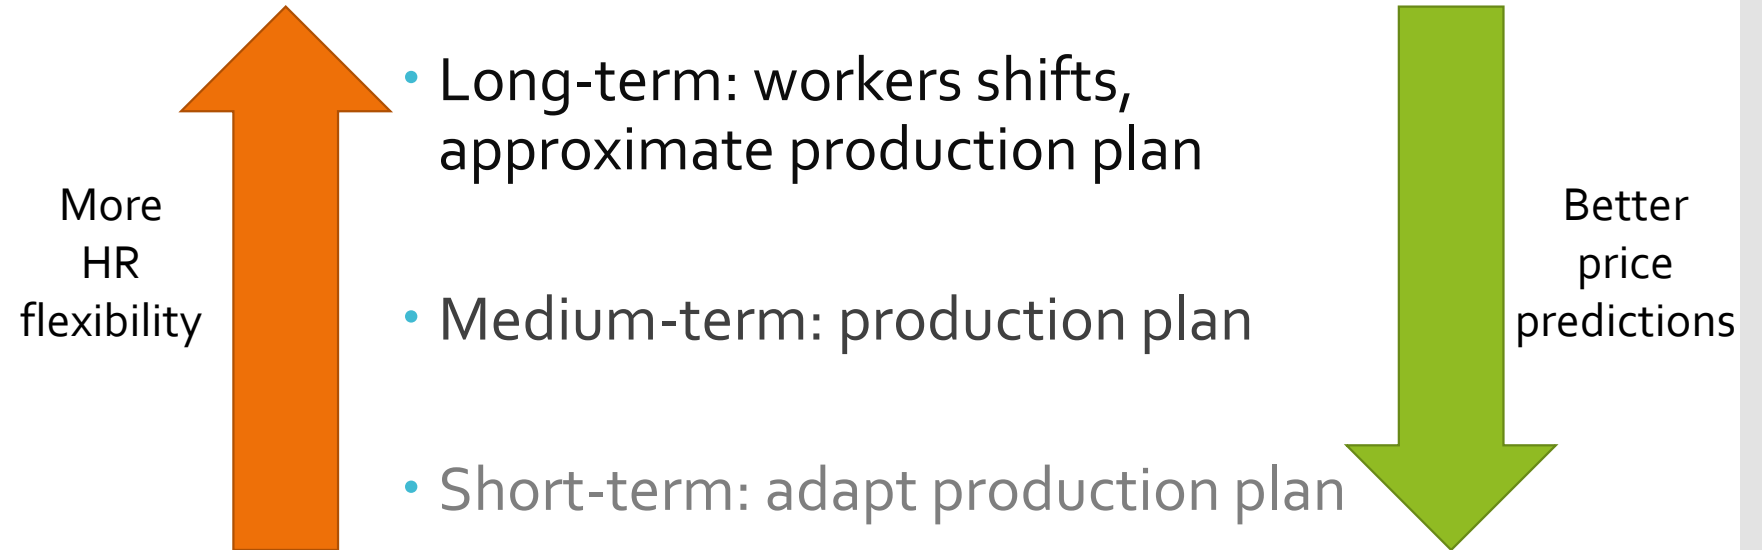 More
HR
flexibility
• Long-term: workers shifts,
approximate production plan
• Medium-term: production plan
• Short-term: adapt production plan
Better
price
predictions